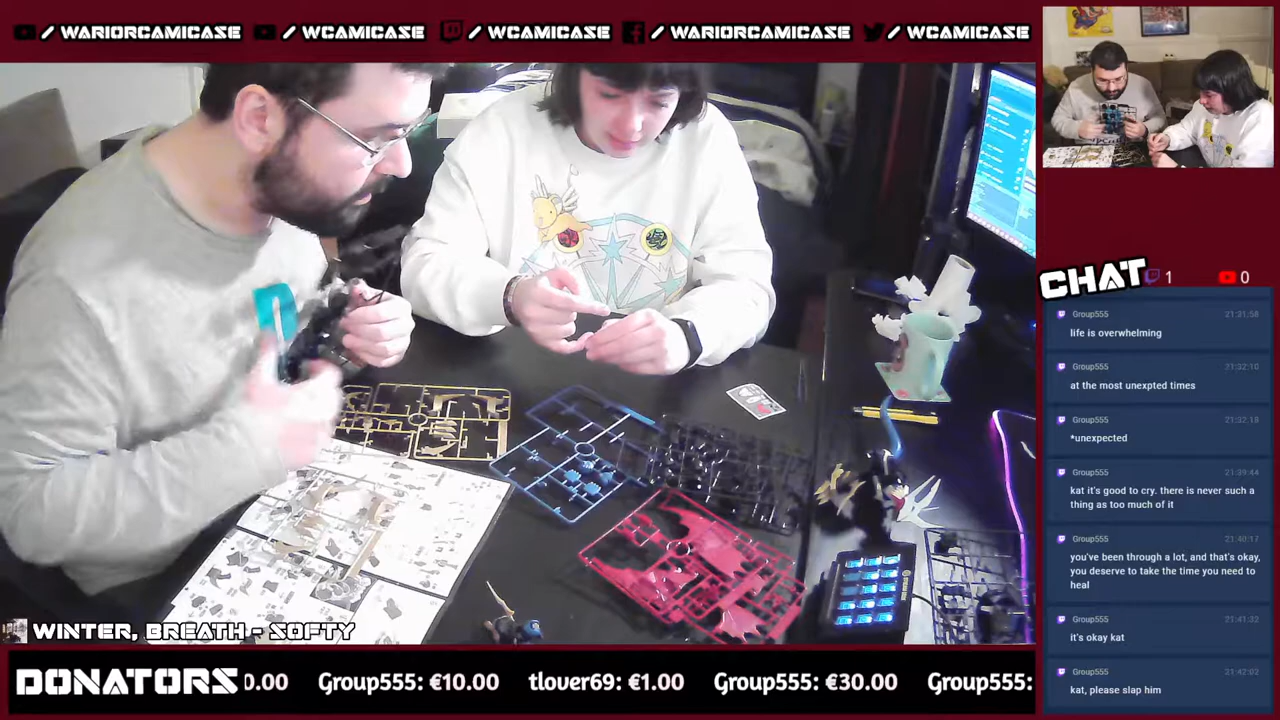 / WARIORCAMICASE / WCAMICASE / WCAMICASE / WARIORCAMICASE / WCAMICASE
CHAT 1 0
Group555 21:31:58
life is overwhelming
Group555 21:32:10
at the most unexpted times
Group555 21:32:18
*unexpected
Group555 21:39:44
kat it's good to cry. there is never such a
thing as too much of it
Group555 21:40:17
you've been through a lot, and that's okay,
you deserve to take the time you need to
heal
Group555 21:41:32
it's okay kat
Group555 21:42:02
kat, please slap him
WINTER, BREATH - SOFTY
DONATORS 0.00 Group555: €10.00 tlover69: €1.00 Group555: €30.00 Group555: